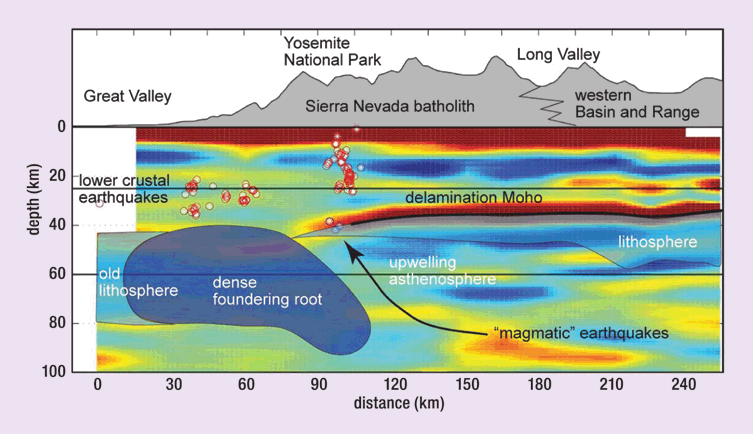 Yosemite
National Park
Long Valley
Great Valley
Sierra Nevada batholith
western
Basin and Range
0
20
40
60
80
100
depth (km)
lower crustal
earthquakes
delamination Moho
lithosphere
upwelling
asthenosphere
old
lithosphere
dense
foundering root
"magmatic" earthquakes
0
30
60
90
120
150
180
210
240
distance (km)